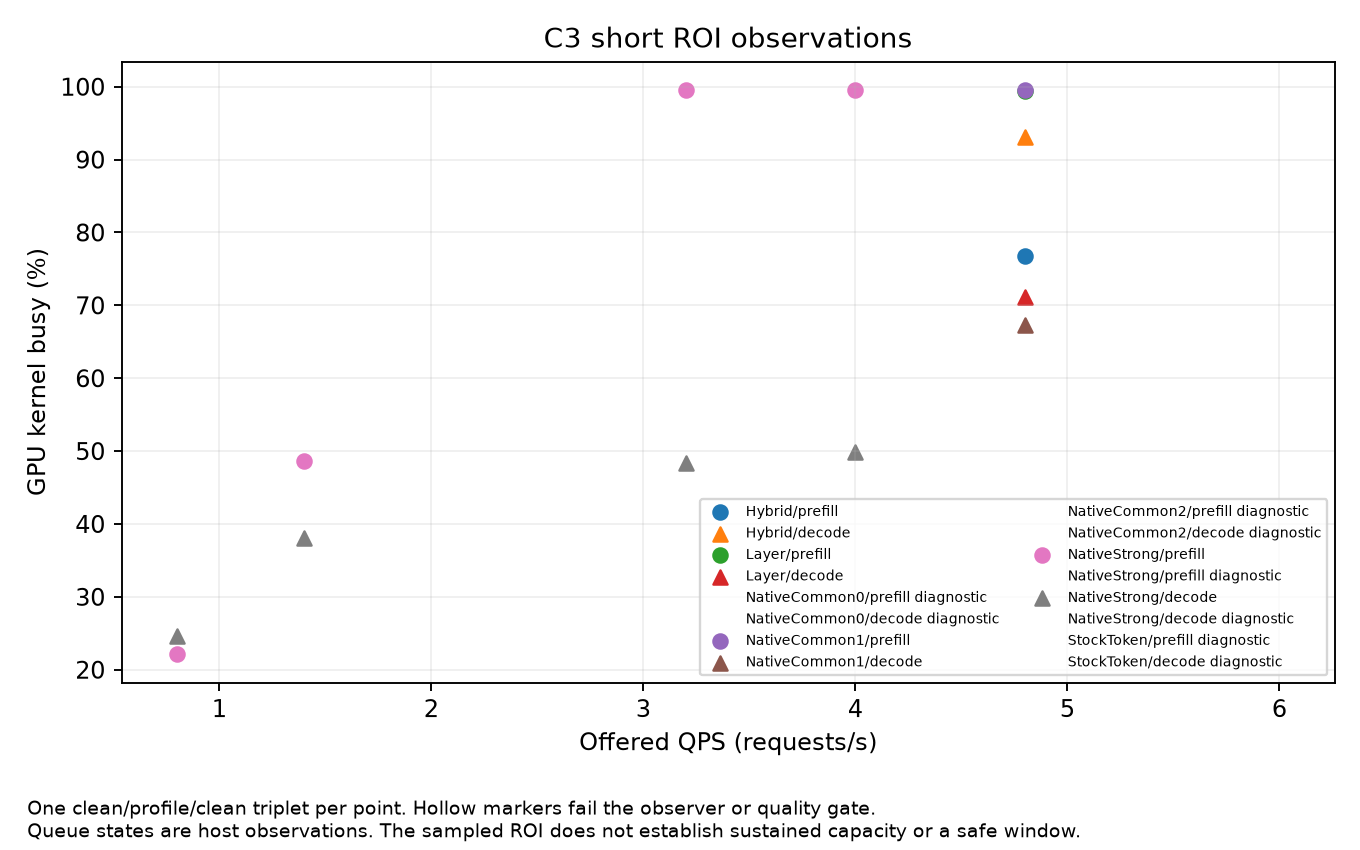 C3 short ROI observations
GPU kernel busy (%)
100
90
80
70
60
50
40
30
20
Hybrid/prefill
Hybrid/decode
Layer/prefill
Layer/decode
NativeCommon0/prefill diagnostic
NativeCommon0/decode diagnostic
NativeCommon1/prefill
NativeCommon1/decode
NativeCommon2/prefill diagnostic
NativeCommon2/decode diagnostic
NativeStrong/prefill
NativeStrong/prefill diagnostic
NativeStrong/decode
NativeStrong/decode diagnostic
StockToken/prefill diagnostic
StockToken/decode diagnostic
1 2 3 4 5 6
Offered QPS (requests/s)
One clean/profile/clean triplet per point. Hollow markers fail the observer or quality gate.
Queue states are host observations. The sampled ROI does not establish sustained capacity or a safe window.